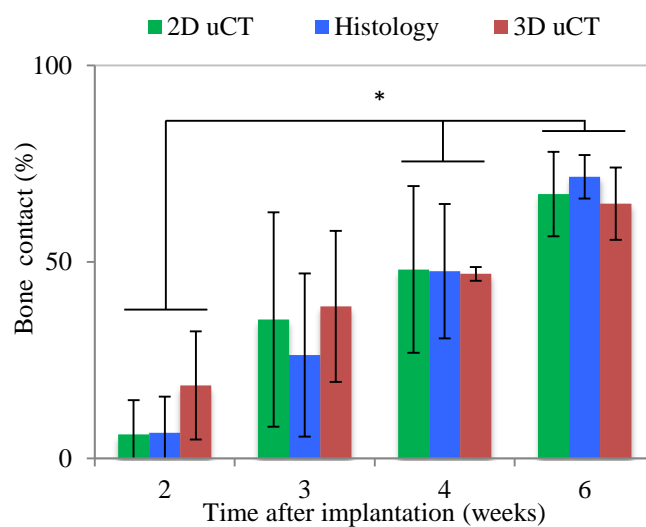 2D uCT Histology 3D uCT
100
*
50
0
Bone contact (%)
2 3 4 6
Time after implantation (weeks)